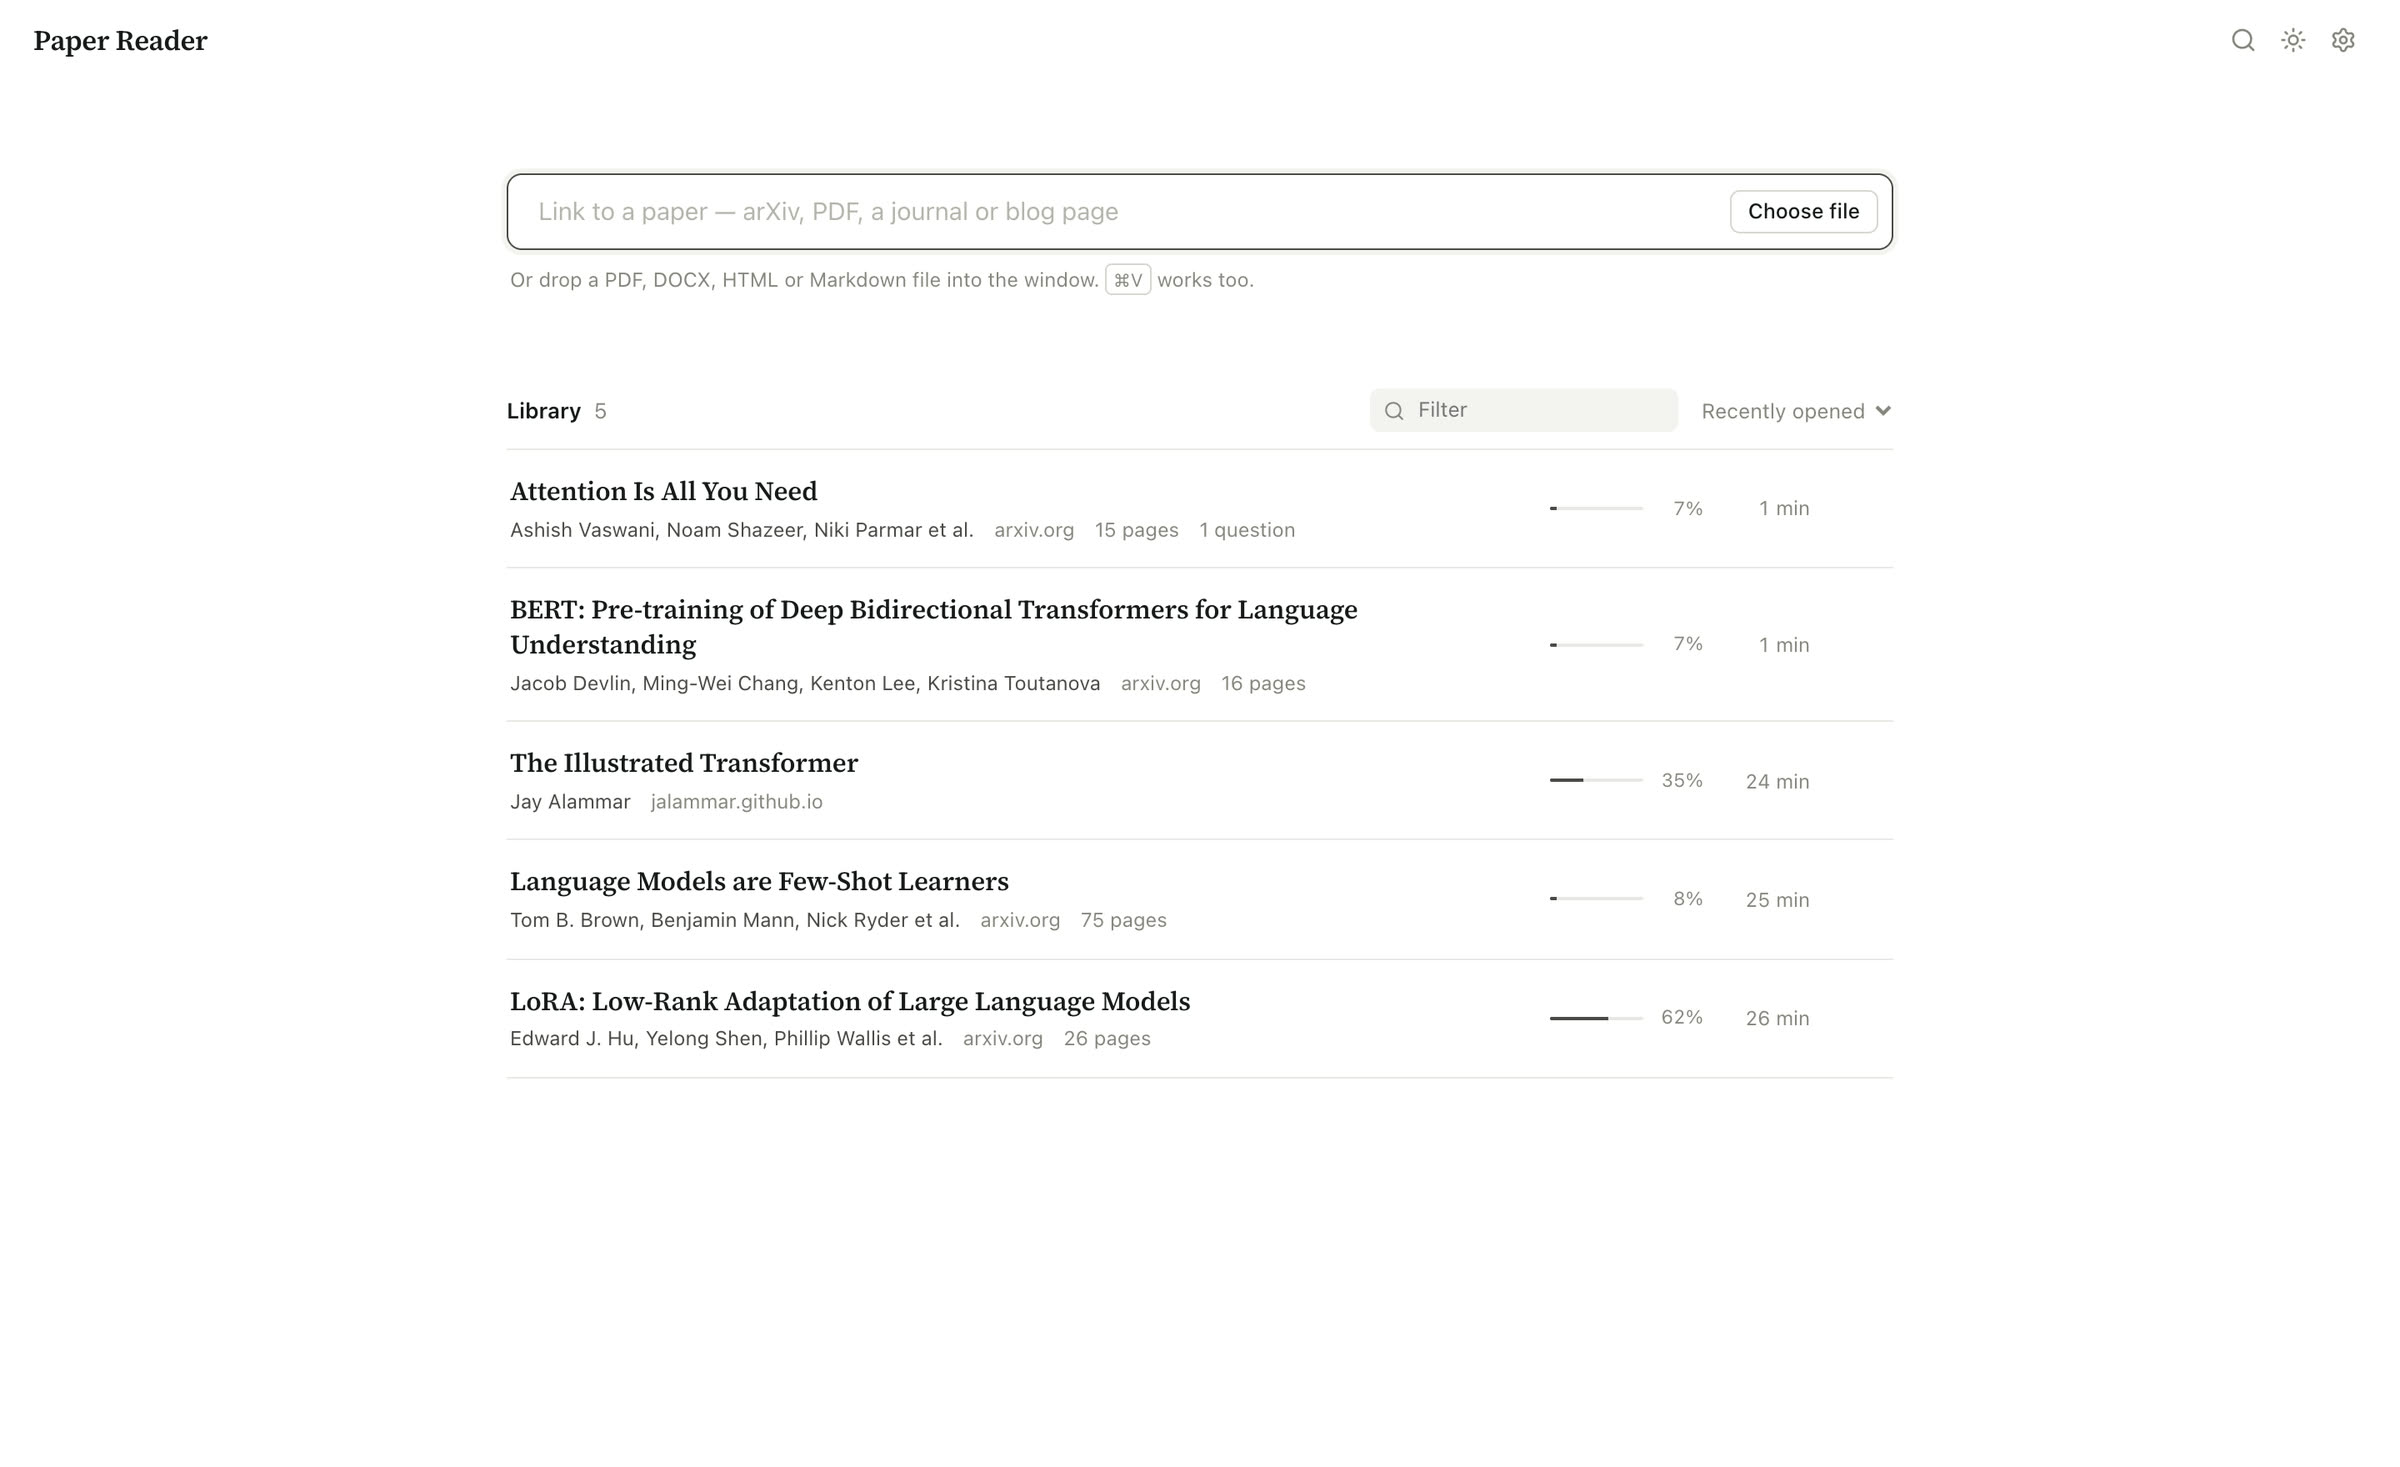 Paper Reader
Link to a paper — arXiv, PDF, a journal or blog page
Choose file
Or drop a PDF, DOCX, HTML or Markdown file into the window. ⌘V works too.
Library 5
Filter
Recently opened
Attention Is All You Need
Ashish Vaswani, Noam Shazeer, Niki Parmar et al. arxiv.org 15 pages 1 question
7% 1 min
BERT: Pre-training of Deep Bidirectional Transformers for Language
Understanding
Jacob Devlin, Ming-Wei Chang, Kenton Lee, Kristina Toutanova arxiv.org 16 pages
7% 1 min
The Illustrated Transformer
Jay Alammar jalammar.github.io
35% 24 min
Language Models are Few-Shot Learners
Tom B. Brown, Benjamin Mann, Nick Ryder et al. arxiv.org 75 pages
8% 25 min
LoRA: Low-Rank Adaptation of Large Language Models
Edward J. Hu, Yelong Shen, Phillip Wallis et al. arxiv.org 26 pages
62% 26 min